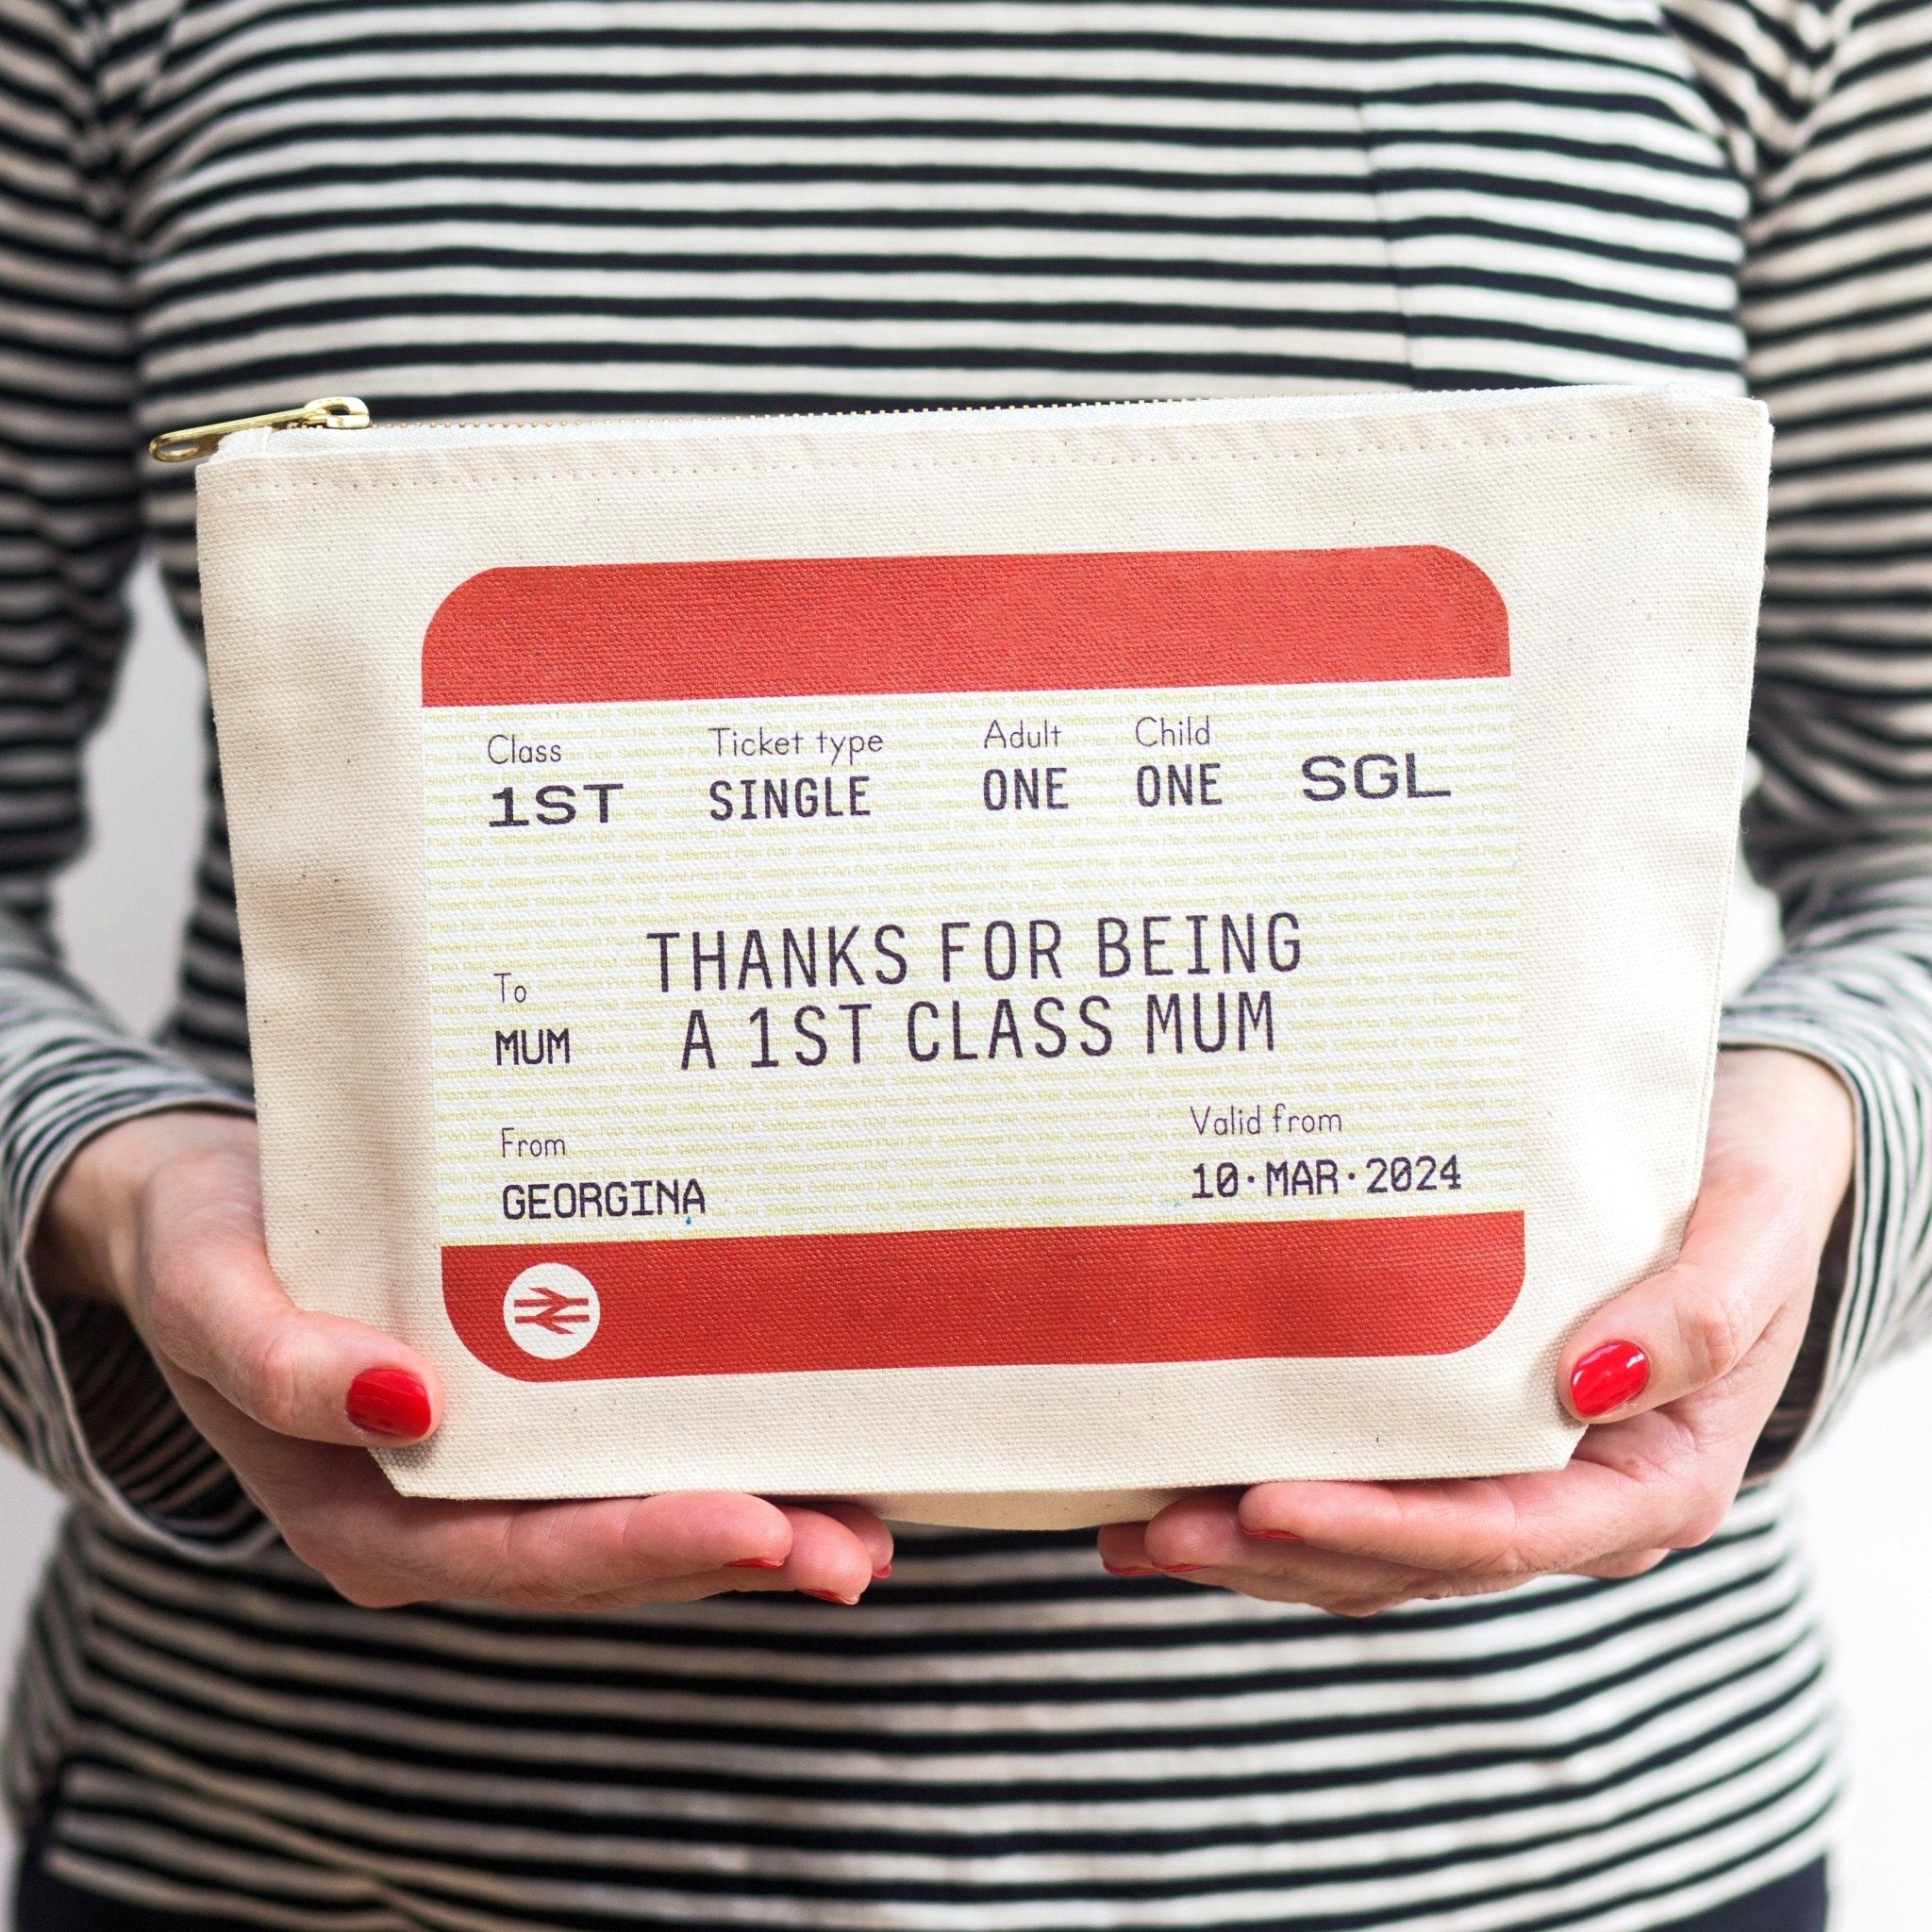 Class Ticket type Adult Child
1ST SINGLE ONE ONE SGL
THANKS FOR BEING
A 1ST CLASS MUM
To
MUM
From
GEORGINA
Valid from
10·MAR·2024